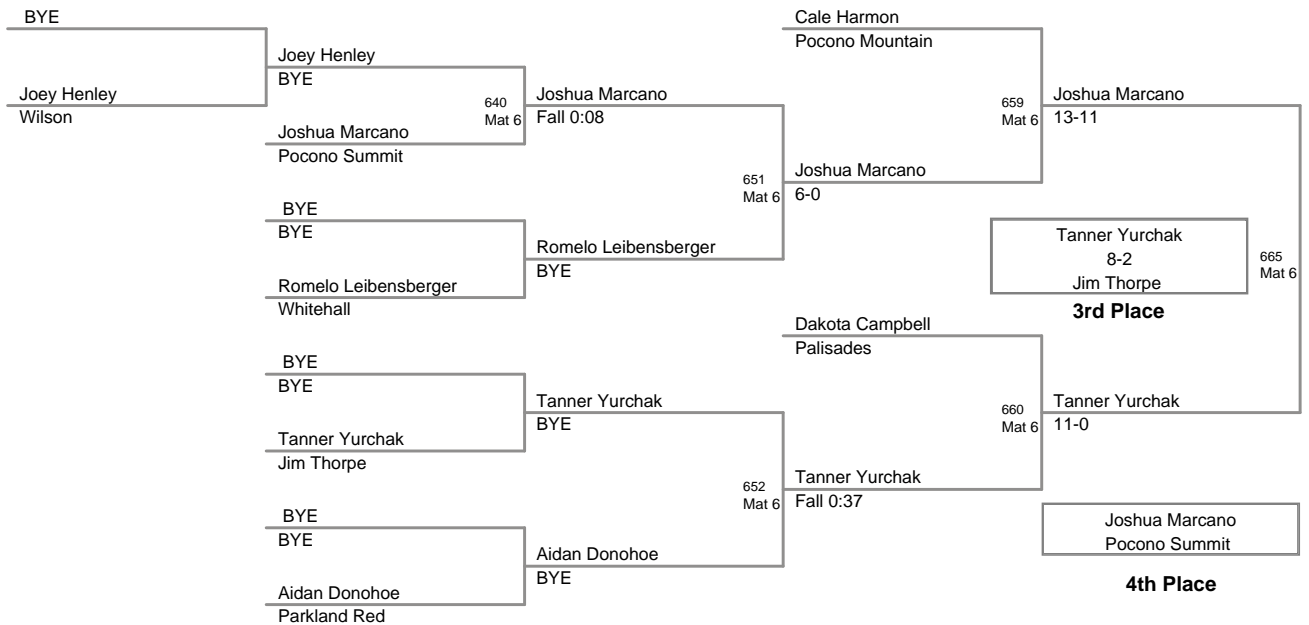 BYE
Joey Henley
Wilson
Joey Henley
BYE
Joshua Marcano
Pocono Summit
640
Mat 6
Joshua Marcano
Fall 0:08
BYE
BYE
Romelo Leibensberger
Whitehall
Romelo Leibensberger
BYE
651
Mat 6
Joshua Marcano
6-0
Cale Harmon
Pocono Mountain
659
Mat 6
Joshua Marcano
13-11
Tanner Yurchak
8-2
Jim Thorpe
3rd Place
665
Mat 6
BYE
BYE
Tanner Yurchak
Jim Thorpe
Tanner Yurchak
BYE
BYE
BYE
Aidan Donohoe
Parkland Red
Aidan Donohoe
BYE
652
Mat 6
Tanner Yurchak
Fall 0:37
Dakota Campbell
Palisades
660
Mat 6
Tanner Yurchak
11-0
Joshua Marcano
Pocono Summit
4th Place